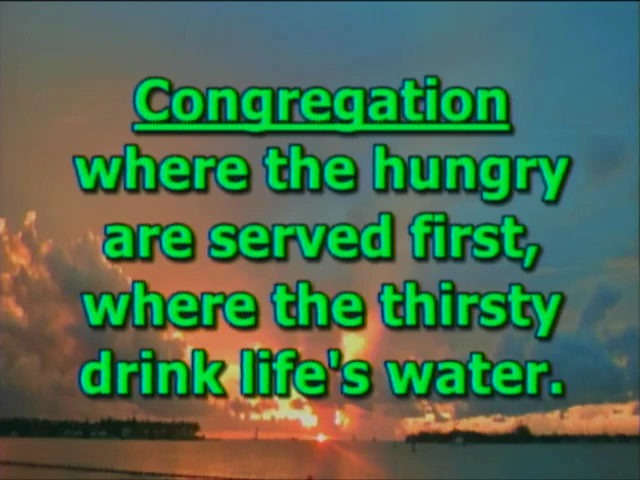 Congregation
where the hungry
are served first,
where the thirsty
drink life's water.